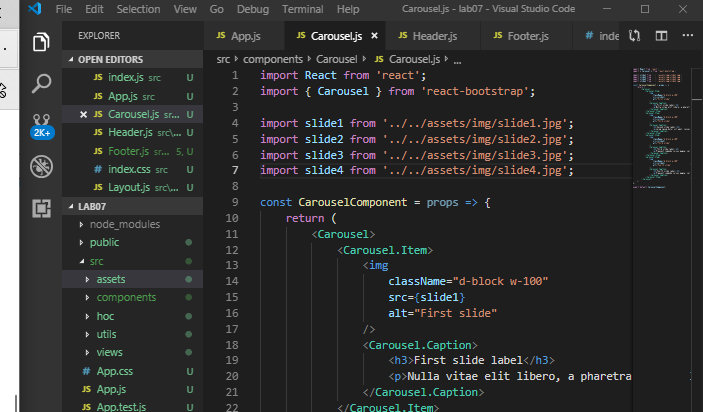 File Edit Selection View Go Debug Terminal Help Carousel.js - lab07 - Visual Studio Code
EXPLORER
JS App.js JS Carousel.js × JS Header.js JS Footer.js # inde
OPEN EDITORS
JS index.js src U
JS App.js src U
× JS Carousel.js sr... U
JS Header.js src\... U
JS Footer.js src... 5, U
# index.css src U
JS Layout.js src\... U
2K+
LAB07
node_modules
public
src
assets
components
hoc
utils
views
# App.css U
JS App.js U
JS App.test.js U
src › components › Carousel › JS Carousel.js › ...
1 import React from 'react';
2 import { Carousel } from 'react-bootstrap';
3
4 import slide1 from '../../assets/img/slide1.jpg';
5 import slide2 from '../../assets/img/slide2.jpg';
6 import slide3 from '../../assets/img/slide3.jpg';
7 import slide4 from '../../assets/img/slide4.jpg';
8
9 const CarouselComponent = props => {
10 return (
11 <Carousel>
12 <Carousel.Item>
13 <img
14 className="d-block w-100"
15 src={slide1}
16 alt="First slide"
17 />
18 <Carousel.Caption>
19 <h3>First slide label</h3>
20 <p>Nulla vitae elit libero, a pharetra
21 </Carousel.Caption>
22 </Carousel.Item>